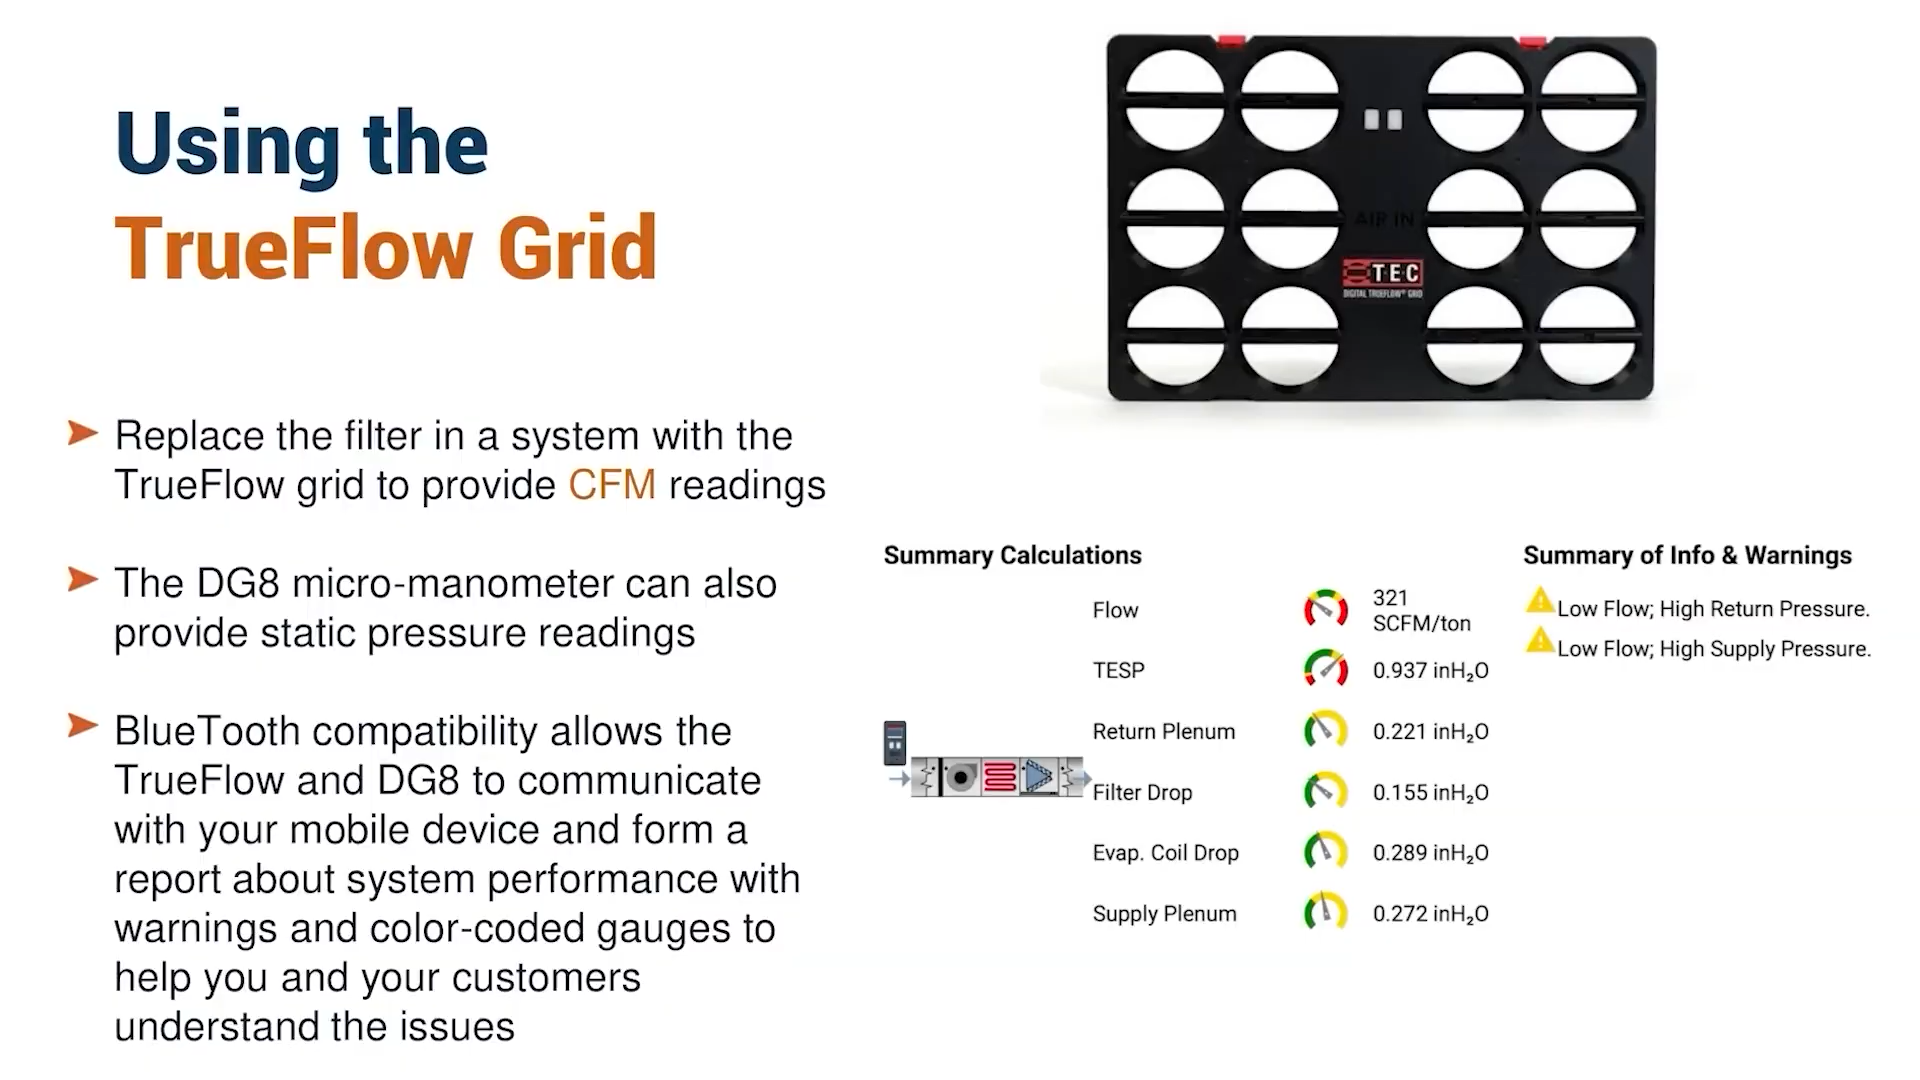 Using the
TrueFlow Grid
Replace the filter in a system with the
TrueFlow grid to provide CFM readings
The DG8 micro-manometer can also
provide static pressure readings
BlueTooth compatibility allows the
TrueFlow and DG8 to communicate
with your mobile device and form a
report about system performance with
warnings and color-coded gauges to
help you and your customers
understand the issues
AIR IN
TEC
DIGITAL TRUEFLOW® GRID
Summary Calculations
Flow 321 SCFM/ton
TESP 0.937 inH₂O
Return Plenum 0.221 inH₂O
Filter Drop 0.155 inH₂O
Evap. Coil Drop 0.289 inH₂O
Supply Plenum 0.272 inH₂O
Summary of Info & Warnings
Low Flow; High Return Pressure.
Low Flow; High Supply Pressure.